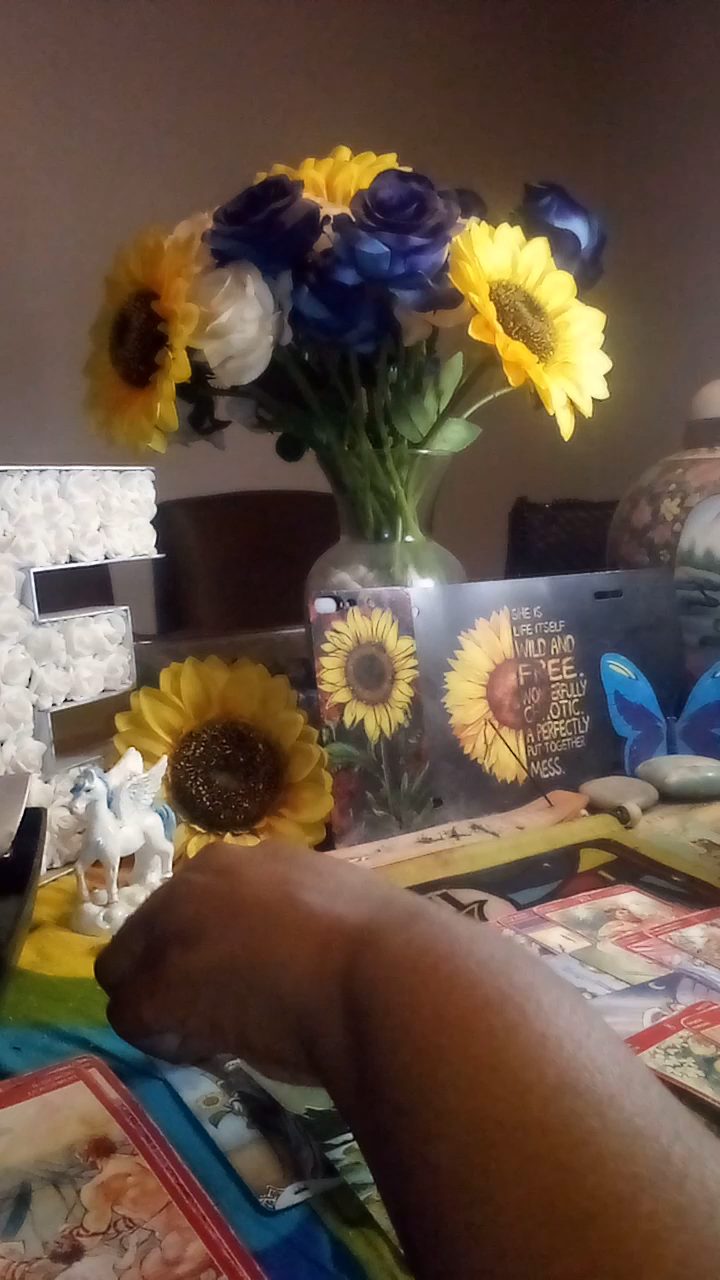 E
SHE IS
LIFE ITSELF
WILD AND
FREE.
WONDERFULLY
CHAOTIC.
A PERFECTLY
PUT TOGETHER
MESS.